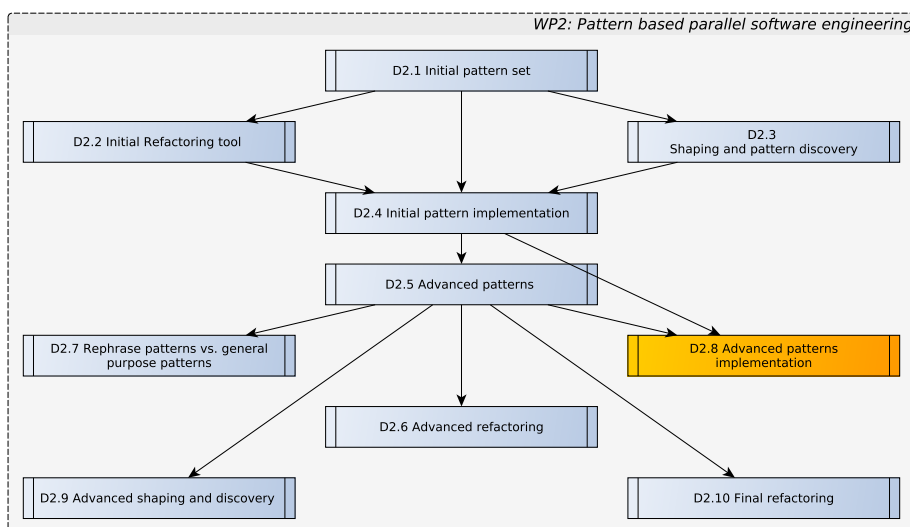 WP2: Pattern based parallel software engineering
D2.1 Initial pattern set
D2.2 Initial Refactoring tool
D2.3
Shaping and pattern discovery
D2.4 Initial pattern implementation
D2.5 Advanced patterns
D2.7 Rephrase patterns vs. general
purpose patterns
D2.8 Advanced patterns
implementation
D2.6 Advanced refactoring
D2.9 Advanced shaping and discovery
D2.10 Final refactoring